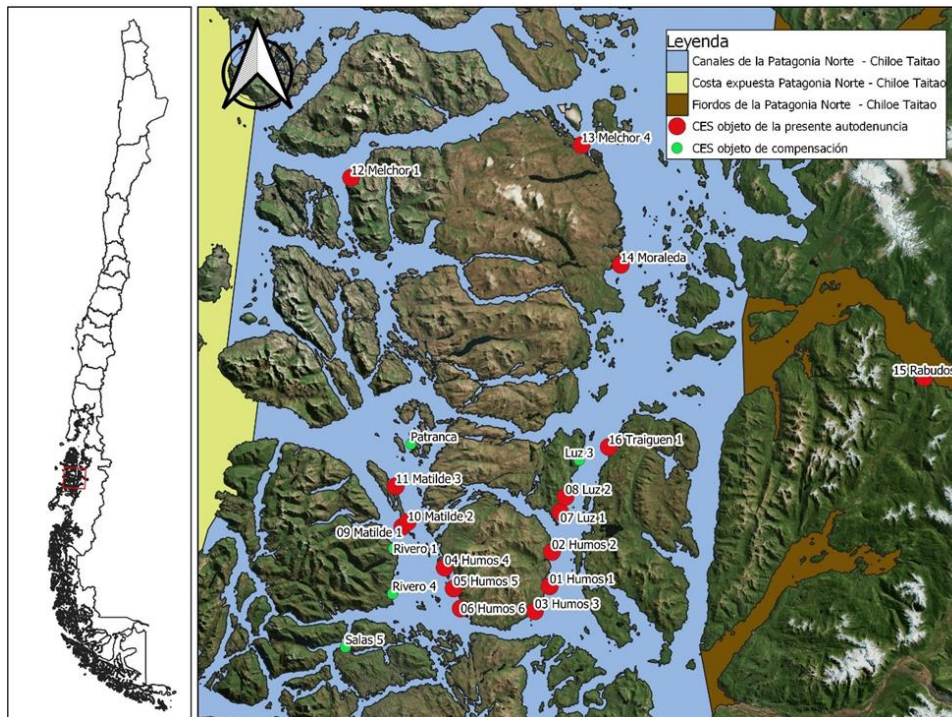 Leyenda
Canales de la Patagonia Norte - Chiloe Taitao
Costa expuesta Patagonia Norte - Chiloe Taitao
Fiordos de la Patagonia Norte - Chiloe Taitao
CES objeto de la presente autodenuncia
CES objeto de compensación
13 Melchor 4
12 Melchor 1
14 Moraleda
15 Rabudos
Patranca
Luz 3
16 Traiguen 1
11 Matilde 3
08 Luz 2
07 Luz 1
10 Matilde 2
09 Matilde 1
Rivero 1
02 Humos 2
04 Humos 4
Rivero 4
05 Humos 5
01 Humos 1
06 Humos 6
03 Humos 3
Salas 5